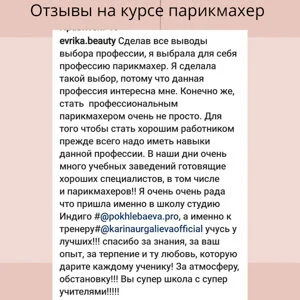 Отзывы на курсе парикмахер
evrika.beauty Сделав все выводы
выбора профессии, я выбрала для себя
профессию парикмахер. Я сделала
такой выбор, потому что данная
профессия интересна мне. Конечно же,
стать профессиональным
парикмахером очень не просто. Для
того чтобы стать хорошим работником
прежде всего надо иметь навыки
данной профессии. В наши дни очень
много учебных заведений готовящие
хороших специалистов, в том числе
и парикмахеров!! Я очень очень рада
что пришла именно в школу студию
Индиго #@pokhlebaeva.pro, а именно к
тренеру#@karinaurgalievaofficial учусь у
лучших!!! спасибо за знания, за ваш
опыт, за терпение и ту любовь, которую
дарите каждому ученику! За атмосферу,
обстановку!!! Вы супер школа с супер
учителями!!!!!